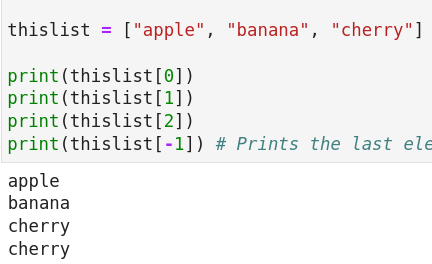 thislist = ["apple", "banana", "cherry"]
print(thislist[0])
print(thislist[1])
print(thislist[2])
print(thislist[-1]) # Prints the last ele
apple
banana
cherry
cherry